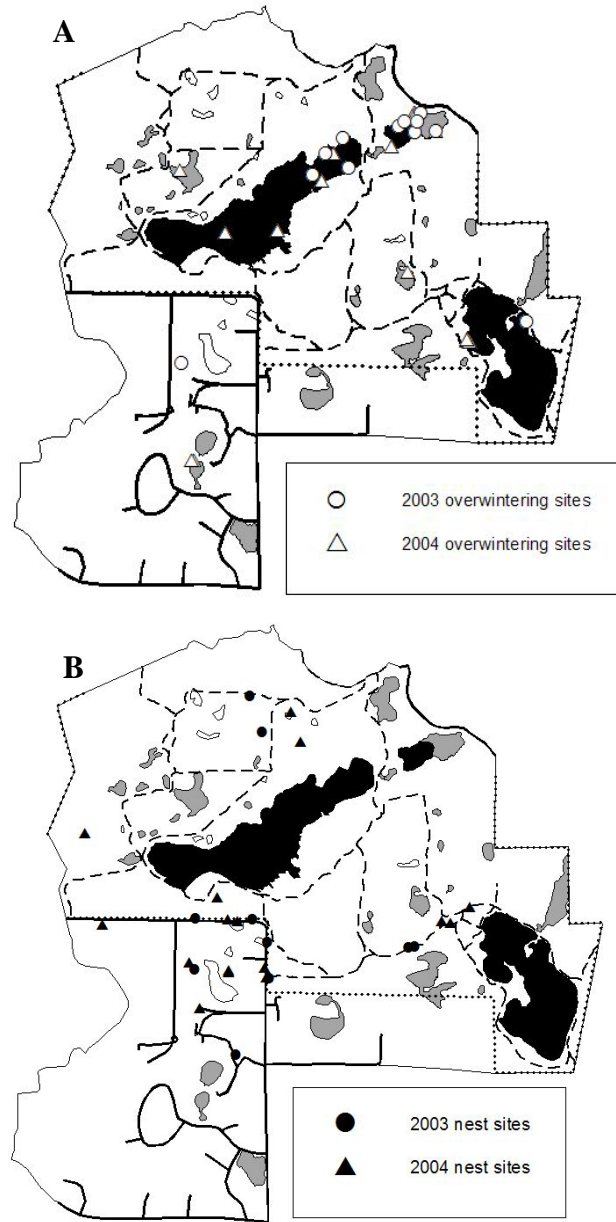 A
2003 overwintering sites
2004 overwintering sites
B
2003 nest sites
2004 nest sites